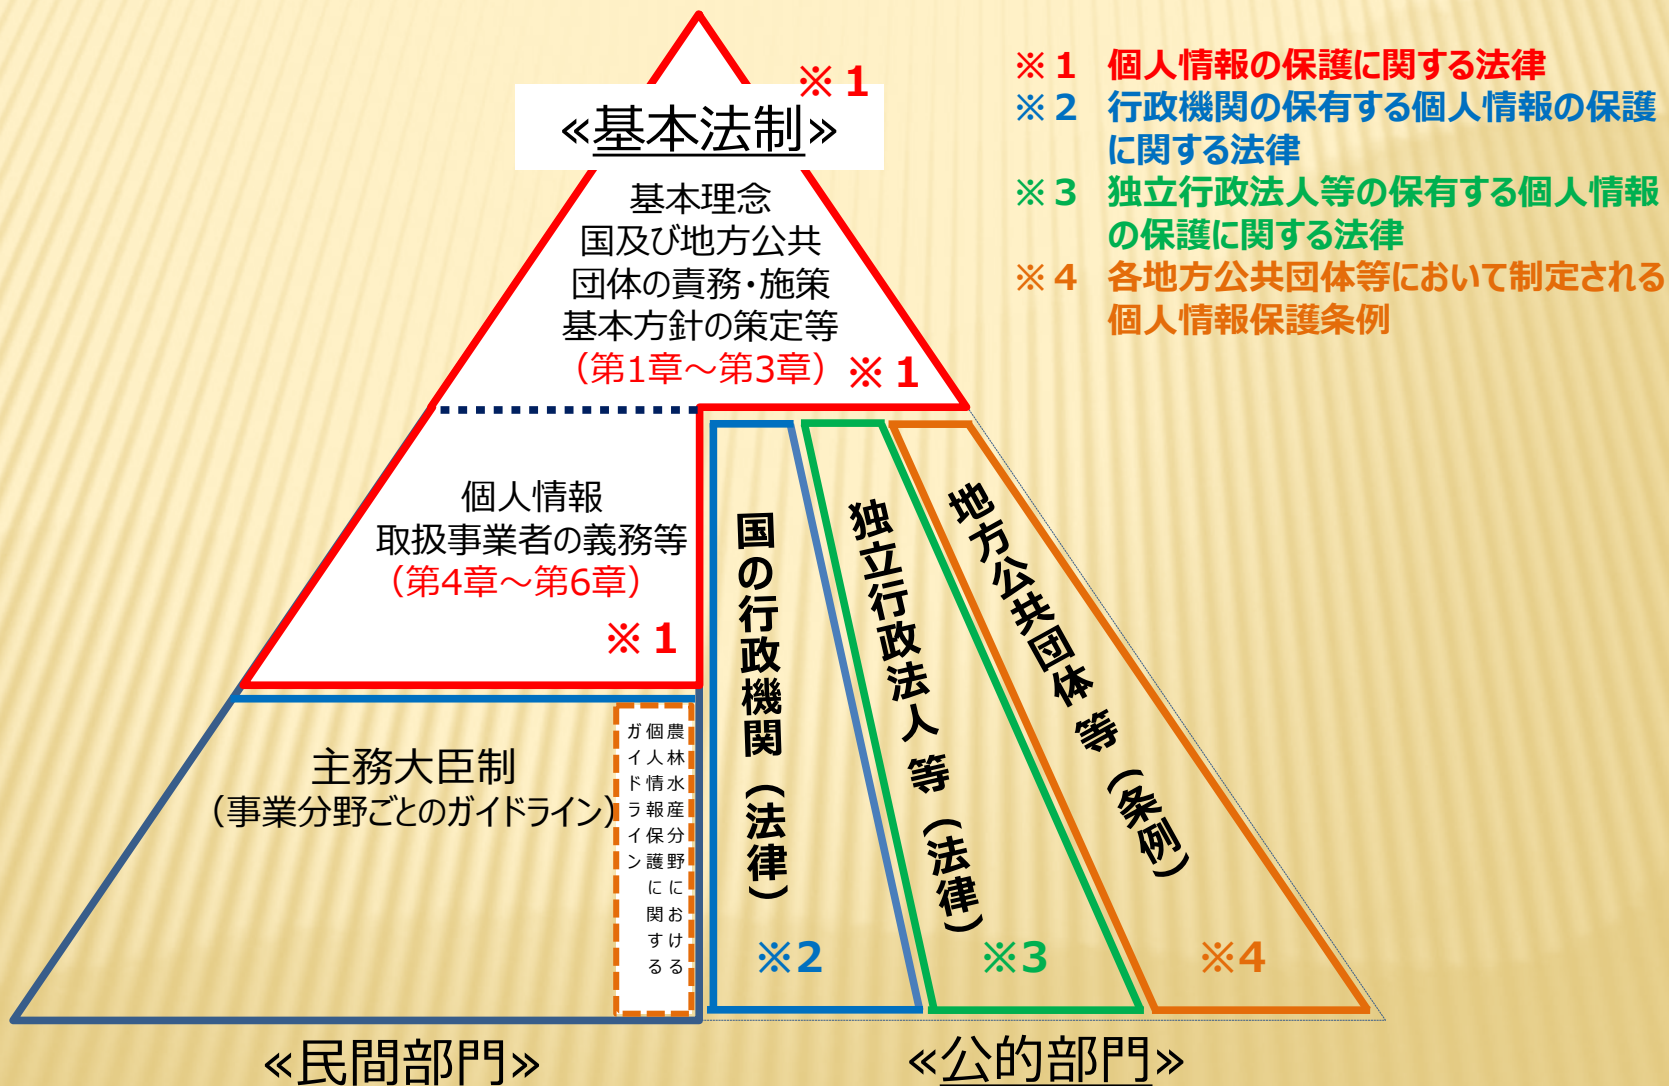 ※１
≪基本法制≫
基本理念
国及び地方公共
団体の責務・施策
基本方針の策定等
（第1章～第3章）
※１
個人情報
取扱事業者の義務等
（第4章～第6章）
※１
主務大臣制
（事業分野ごとのガイドライン）
農林水産分野における
個人情報保護に関する
ガイドライン
国の行政機関（法律）
※2
独立行政法人等（法律）
※3
地方公共団体等（条例）
※4
≪民間部門≫
≪公的部門≫
※１ 個人情報の保護に関する法律
※２ 行政機関の保有する個人情報の保護
に関する法律
※３ 独立行政法人等の保有する個人情報
の保護に関する法律
※４ 各地方公共団体等において制定される
個人情報保護条例